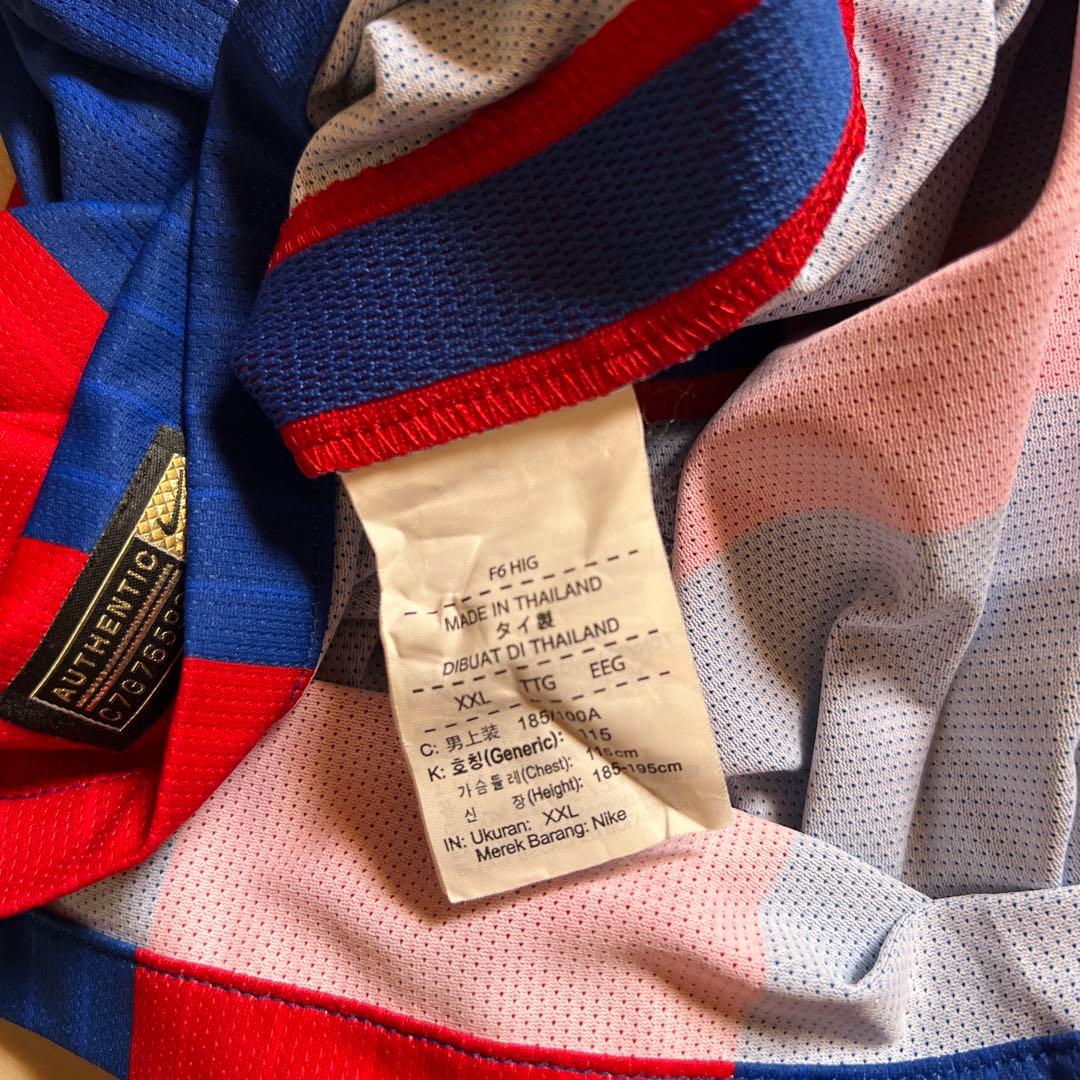 F6 HIG
MADE IN THAILAND
タイ製
DIBUAT DI THAILAND
XXL TTG EEG
C: 男上装 185/100A
K: 호칭(Generic): 115
가슴둘레(Chest): 115cm
신 장(Height): 185-195cm
IN: Ukuran: XXL
Merek Barang: Nike
AUTHENTIC